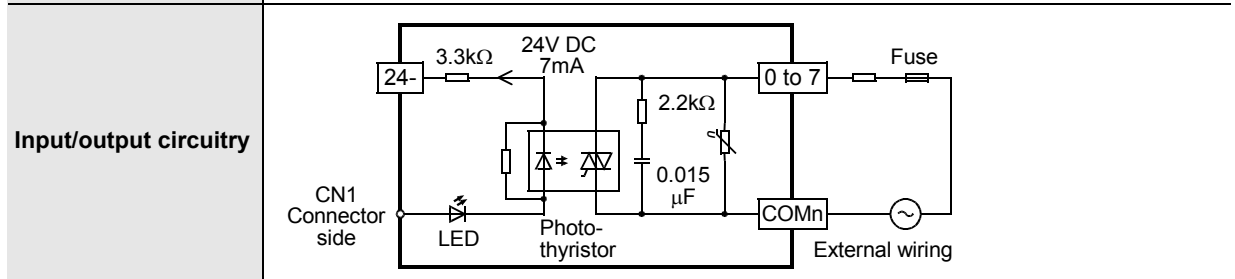 Input/output circuitry
24-
3.3kΩ
24V DC
7mA
0 to 7
Fuse
2.2kΩ
0.015
μF
CN1
Connector
side
LED
Photo-
thyristor
COMn
External wiring